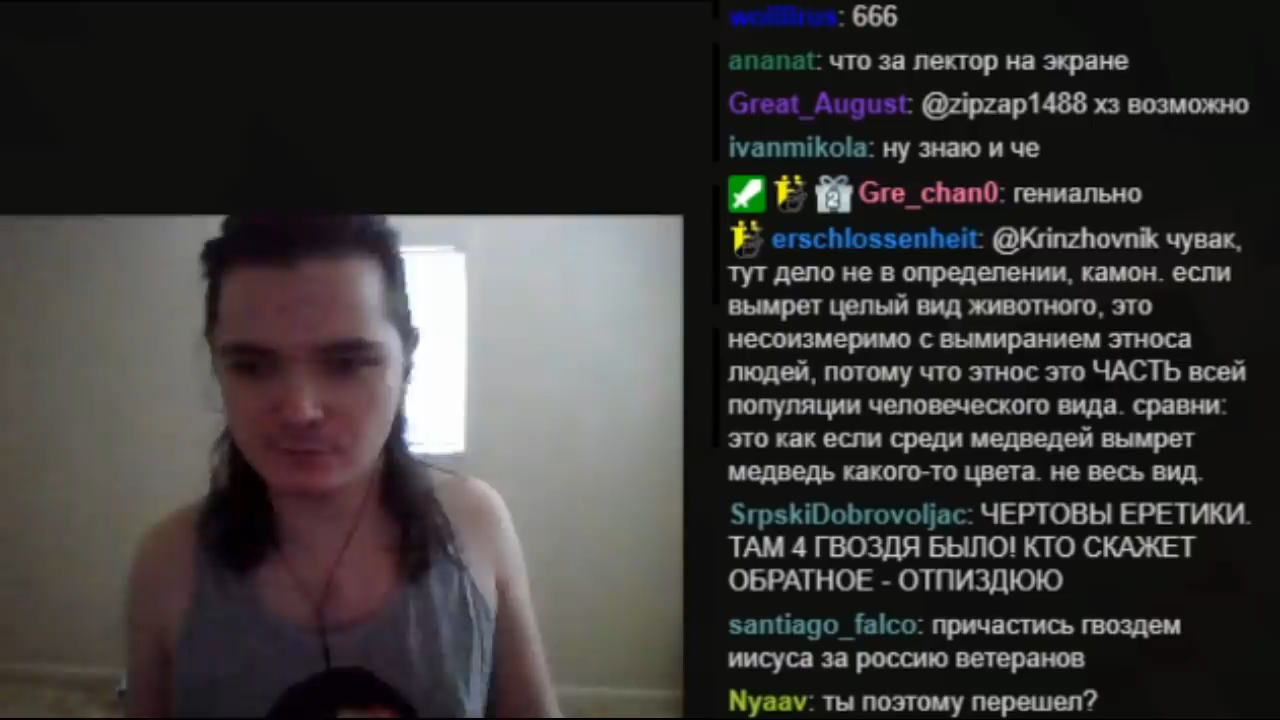 wolfIrus: 666
ananat: что за лектор на экране
Great_August: @zipzap1488 хз возможно
ivanmikola: ну знаю и че
2 Gre_chan0: гениально
erschlossenheit: @Krinzhovnik чувак,
тут дело не в определении, камон. если
вымрет целый вид животного, это
несоизмеримо с вымиранием этноса
людей, потому что этнос это ЧАСТЬ всей
популяции человеческого вида. сравни:
это как если среди медведей вымрет
медведь какого-то цвета. не весь вид.
SrpskiDobrovoljac: ЧЕРТОВЫ ЕРЕТИКИ.
ТАМ 4 ГВОЗДЯ БЫЛО! КТО СКАЖЕТ
ОБРАТНОЕ - ОТПИЗДЮЮ
santiago_falco: причастись гвоздем
иисуса за россию ветеранов
Nyaav: ты поэтому перешел?